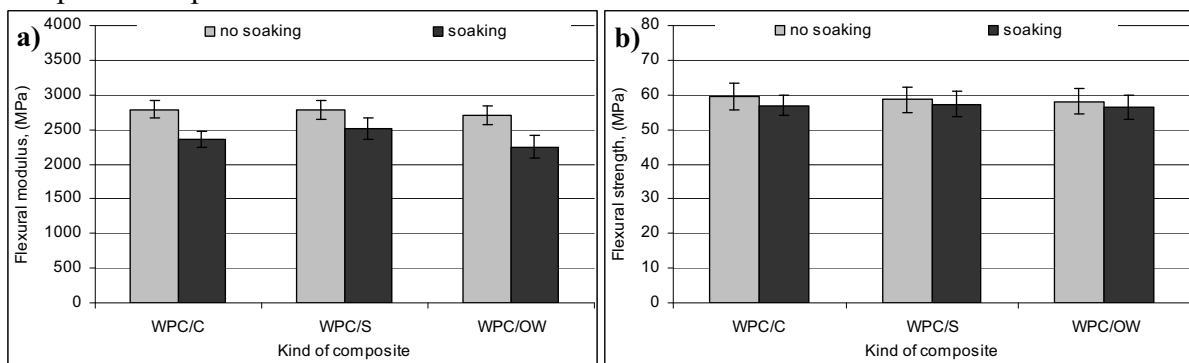 a)
no soaking soaking
4000
3500
3000
2500
2000
1500
1000
500
0
Flexural modulus, (MPa)
WPC/C WPC/S WPC/OW
Kind of composite
b)
no soaking soaking
80
70
60
50
40
30
20
10
0
Flexural strength, (MPa)
WPC/C WPC/S WPC/OW
Kind of composite